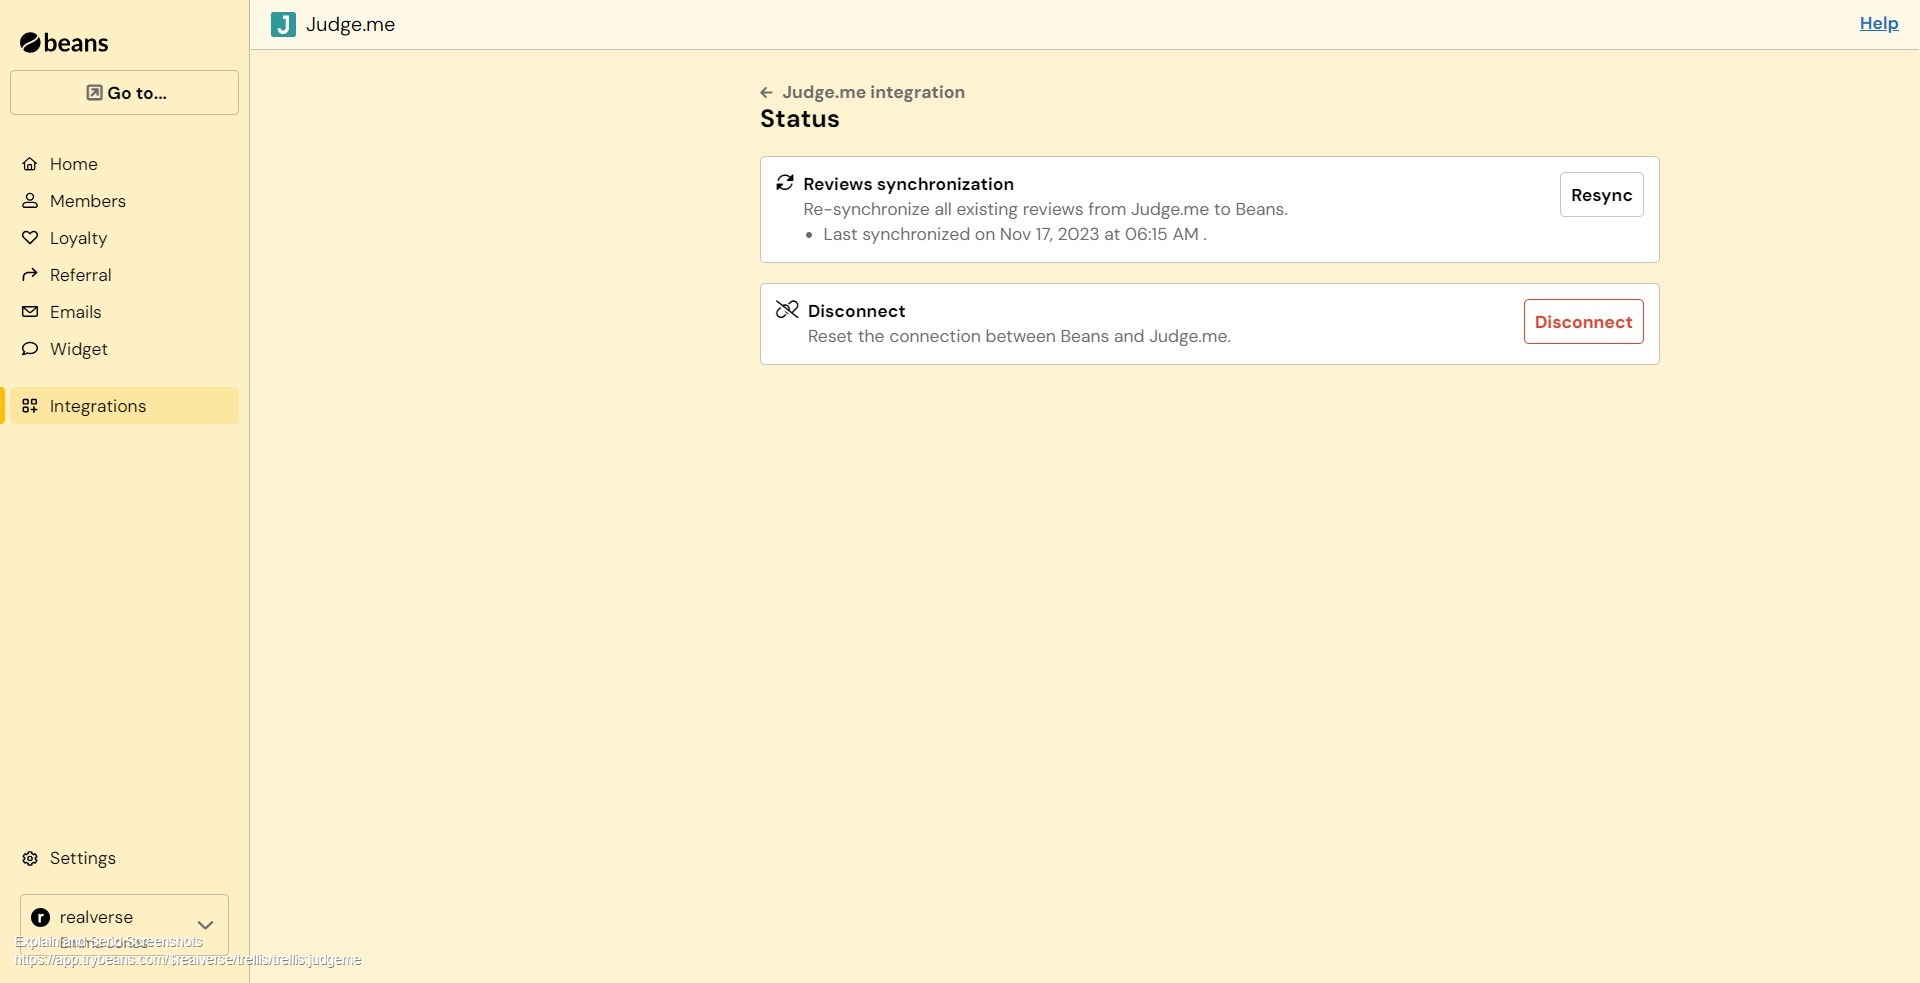 beans
Go to...
Home
Members
Loyalty
Referral
Emails
Widget
Integrations
Settings
r realverse
Explain and Send Screenshots
https://app.trybeans.com/$realverse/trellis/trellis:judgeme
J Judge.me
Help
← Judge.me integration
Status
Reviews synchronization
Re-synchronize all existing reviews from Judge.me to Beans.
• Last synchronized on Nov 17, 2023 at 06:15 AM .
Resync
Disconnect
Reset the connection between Beans and Judge.me.
Disconnect